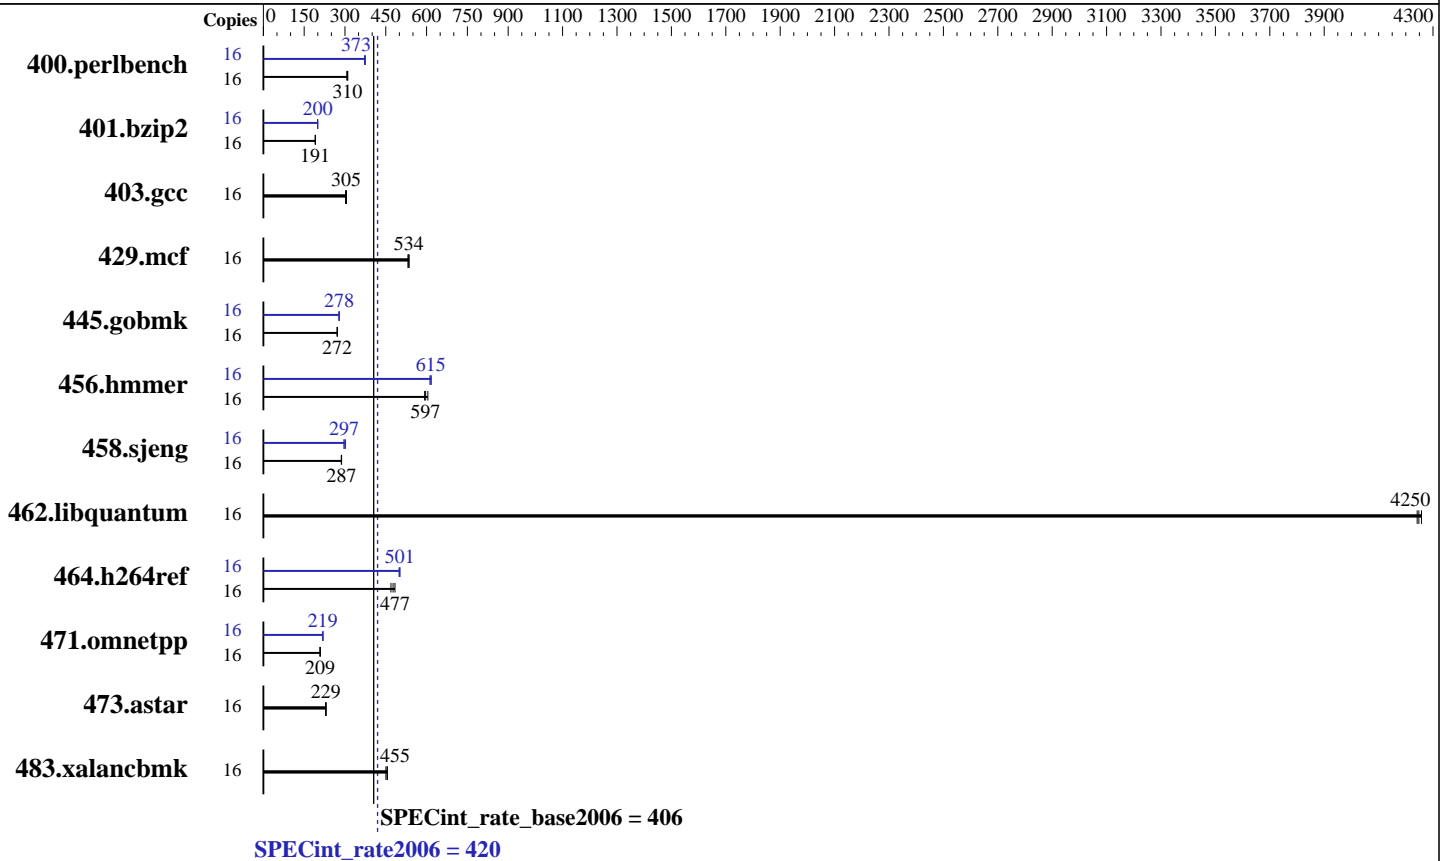 Copies 0 150 300 450 600 750 900 1100 1300 1500 1700 1900 2100 2300 2500 2700 2900 3100 3300 3500 3700 3900 4300
400.perlbench 16 373
16 310
401.bzip2 16 200
16 191
403.gcc 16 305
429.mcf 16 534
445.gobmk 16 278
16 272
456.hmmer 16 615
16 597
458.sjeng 16 297
16 287
462.libquantum 16 4250
464.h264ref 16 501
16 477
471.omnetpp 16 219
16 209
473.astar 16 229
483.xalancbmk 16 455
SPECint_rate_base2006 = 406
SPECint_rate2006 = 420